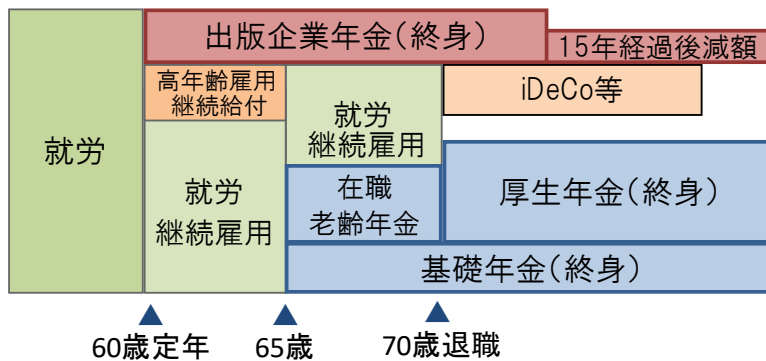 出版企業年金(終身)
15年経過後減額
就労
高年齢雇用
継続給付
就労
継続雇用
就労
継続雇用
iDeCo等
在職
老齢年金
厚生年金(終身)
基礎年金(終身)
60歳定年
65歳
70歳退職